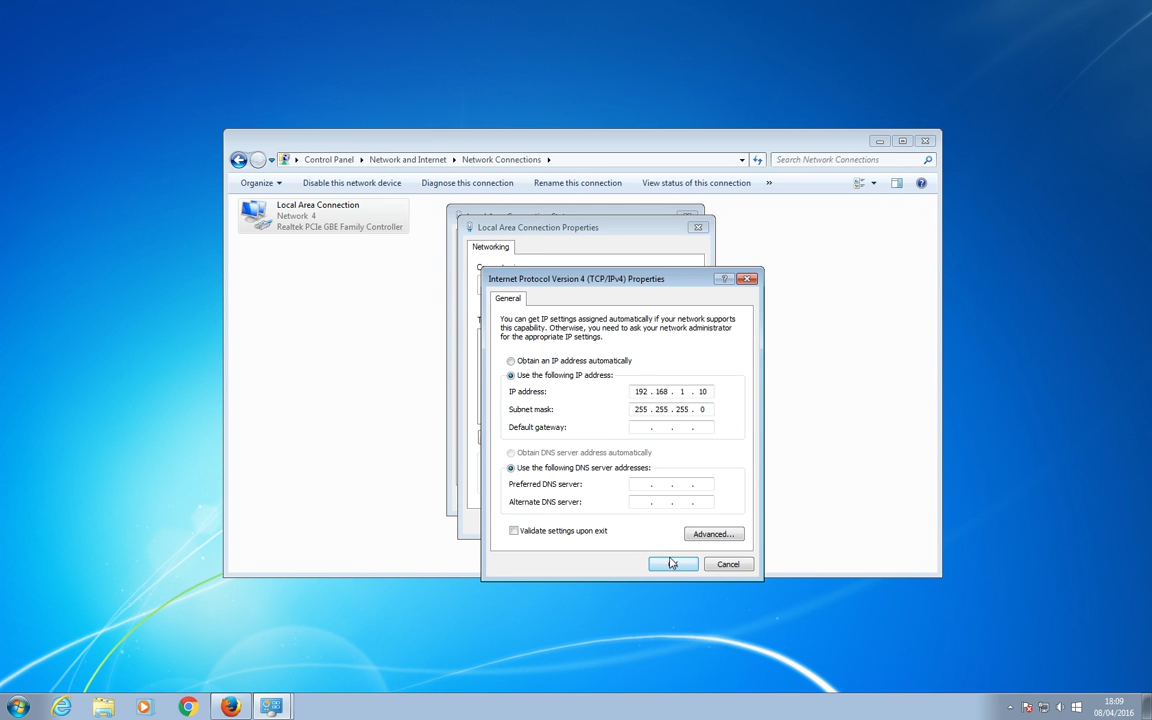 Control Panel
Network and Internet
Network Connections
Search Network Connections
Organize
Disable this network device
Diagnose this connection
Rename this connection
View status of this connection
»
Local Area Connection
Network 4
Realtek PCIe GBE Family Controller
Local Area Connection Properties
Networking
Internet Protocol Version 4 (TCP/IPv4) Properties
General
You can get IP settings assigned automatically if your network supports
this capability. Otherwise, you need to ask your network administrator
for the appropriate IP settings.
Obtain an IP address automatically
Use the following IP address:
IP address: 192 . 168 . 1 . 10
Subnet mask: 255 . 255 . 255 . 0
Default gateway: . . .
Obtain DNS server address automatically
Use the following DNS server addresses:
Preferred DNS server: . . .
Alternate DNS server: . . .
Validate settings upon exit
Advanced...
Cancel
18:09
08/04/2016